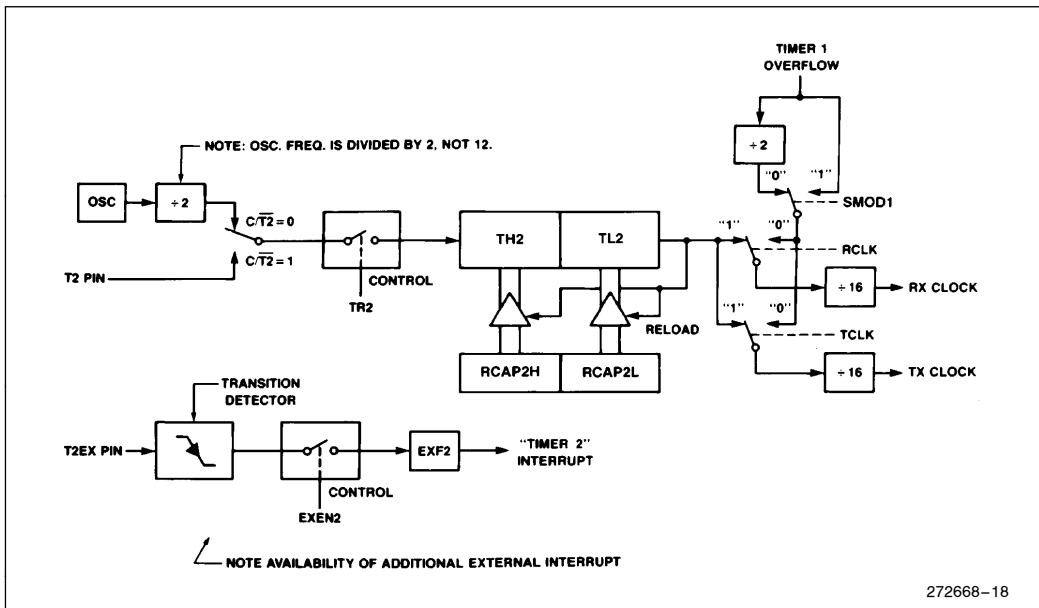 TIMER 1
OVERFLOW
÷ 2
"0"
"1"
SMOD1
NOTE: OSC. FREQ. IS DIVIDED BY 2, NOT 12.
OSC
÷ 2
C/T̅2̅ = 0
C/T̅2̅ = 1
T2 PIN
CONTROL
TR2
TH2
TL2
RELOAD
RCAP2H
RCAP2L
"1"
"0"
RCLK
÷ 16
RX CLOCK
"1"
"0"
TCLK
÷ 16
TX CLOCK
TRANSITION
DETECTOR
T2EX PIN
CONTROL
EXEN2
EXF2
"TIMER 2"
INTERRUPT
NOTE AVAILABILITY OF ADDITIONAL EXTERNAL INTERRUPT
272668–18